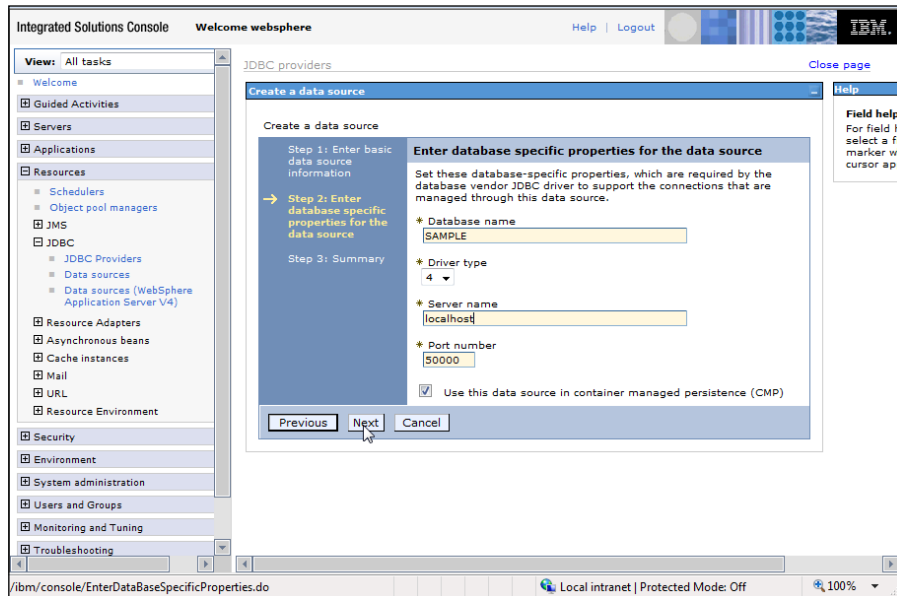 Integrated Solutions Console Welcome websphere Help | Logout IBM.
View: All tasks
Welcome
Guided Activities
Servers
Applications
Resources
Schedulers
Object pool managers
JMS
JDBC
JDBC Providers
Data sources
Data sources (WebSphere
Application Server V4)
Resource Adapters
Asynchronous beans
Cache instances
Mail
URL
Resource Environment
Security
Environment
System administration
Users and Groups
Monitoring and Tuning
Troubleshooting
JDBC providers Close page
Create a data source
Create a data source
Step 1: Enter basic
data source
information
Step 2: Enter
database specific
properties for the
data source
Step 3: Summary
Enter database specific properties for the data source
Set these database-specific properties, which are required by the
database vendor JDBC driver to support the connections that are
managed through this data source.
* Database name
SAMPLE
* Driver type
4
* Server name
localhost
* Port number
50000
Use this data source in container managed persistence (CMP)
Previous Next Cancel
Help
Field help
For field h
select a f
marker w
cursor ap
/ibm/console/EnterDataBaseSpecificProperties.do Local intranet | Protected Mode: Off 100%